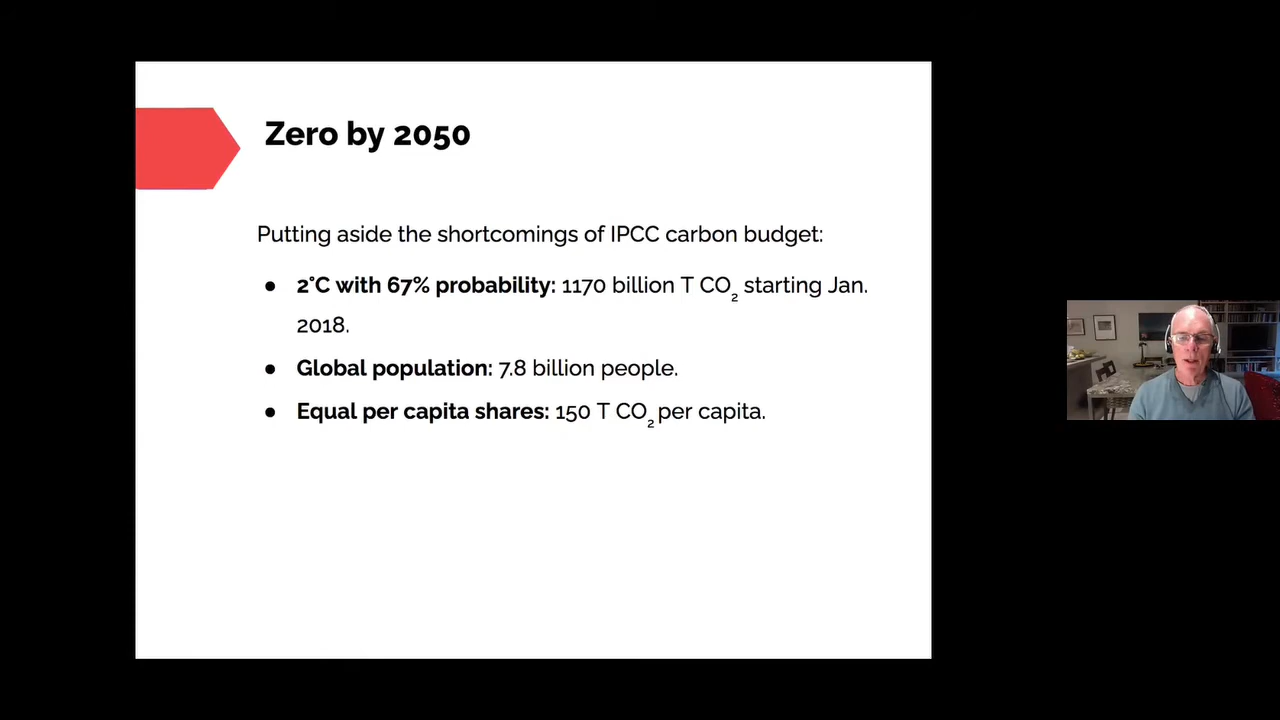 Zero by 2050
Putting aside the shortcomings of IPCC carbon budget:
● 2°C with 67% probability: 1170 billion T CO₂ starting Jan.
2018.
● Global population: 7.8 billion people.
● Equal per capita shares: 150 T CO₂ per capita.